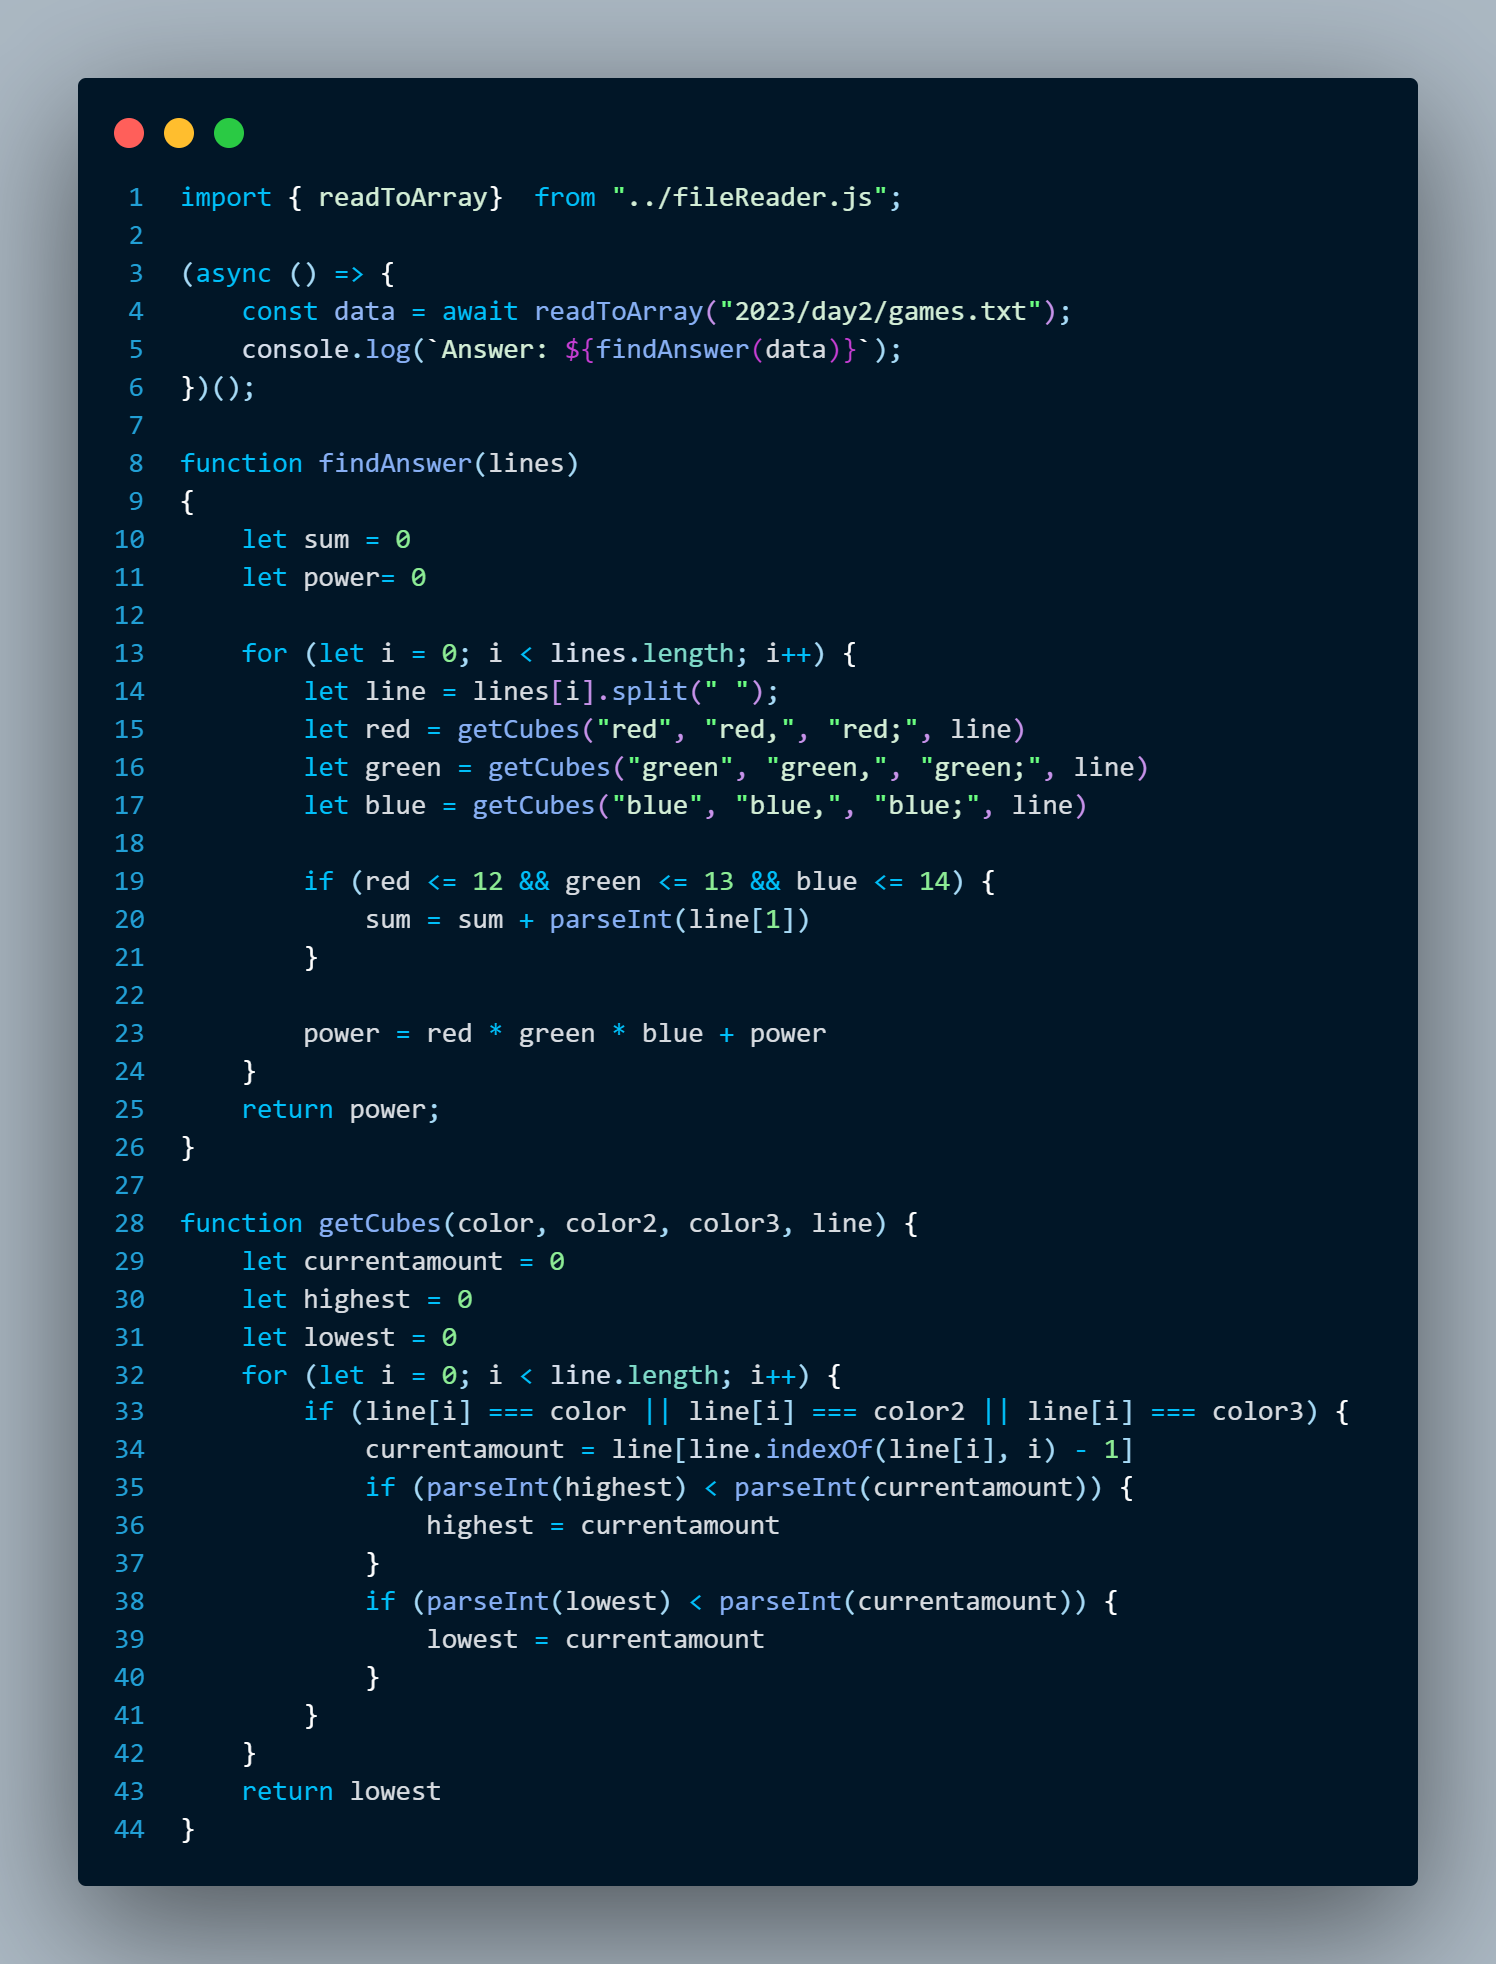 1 import { readToArray}  from "../fileReader.js";
2
3 (async () => {
4     const data = await readToArray("2023/day2/games.txt");
5     console.log(`Answer: ${findAnswer(data)}`);
6 })();
7
8 function findAnswer(lines)
9 {
10     let sum = 0
11     let power= 0
12
13     for (let i = 0; i < lines.length; i++) {
14         let line = lines[i].split(" ");
15         let red = getCubes("red", "red,", "red;", line)
16         let green = getCubes("green", "green,", "green;", line)
17         let blue = getCubes("blue", "blue,", "blue;", line)
18
19         if (red <= 12 && green <= 13 && blue <= 14) {
20             sum = sum + parseInt(line[1])
21         }
22
23         power = red * green * blue + power
24     }
25     return power;
26 }
27
28 function getCubes(color, color2, color3, line) {
29     let currentamount = 0
30     let highest = 0
31     let lowest = 0
32     for (let i = 0; i < line.length; i++) {
33         if (line[i] === color || line[i] === color2 || line[i] === color3) {
34             currentamount = line[line.indexOf(line[i], i) - 1]
35             if (parseInt(highest) < parseInt(currentamount)) {
36                 highest = currentamount
37             }
38             if (parseInt(lowest) < parseInt(currentamount)) {
39                 lowest = currentamount
40             }
41         }
42     }
43     return lowest
44 }